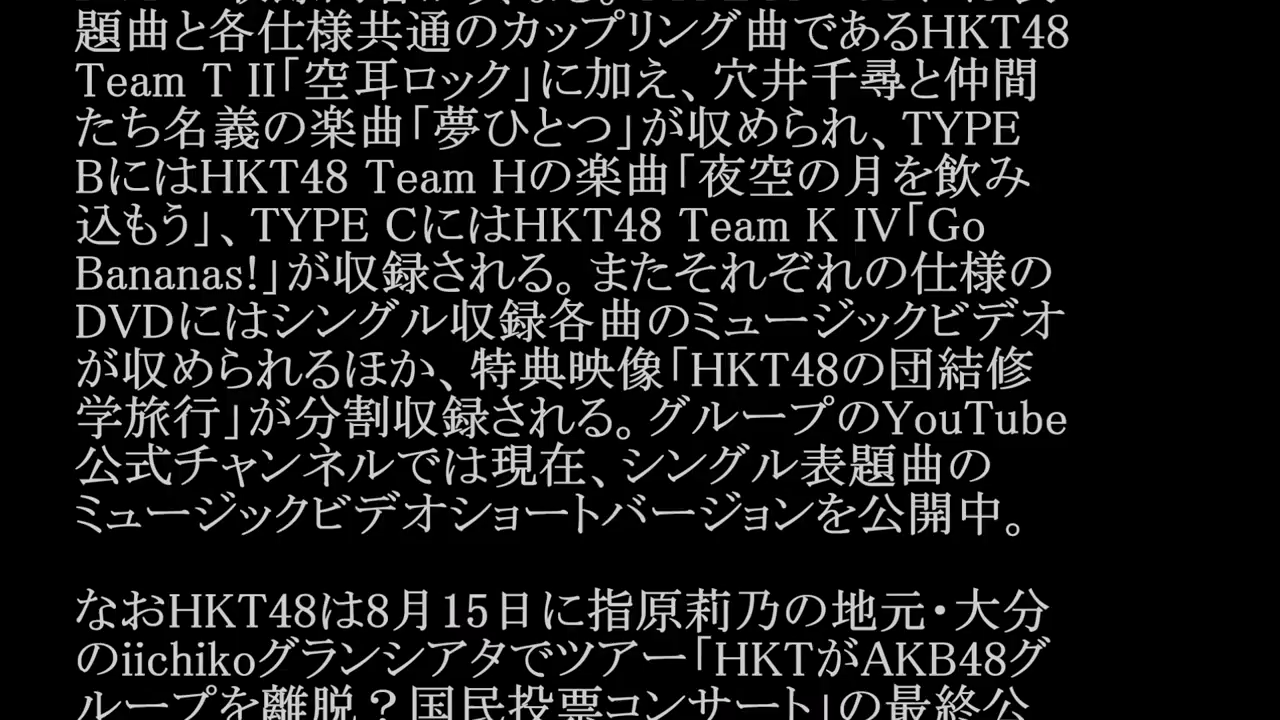 題曲と各仕様共通のカップリング曲であるHKT48
Team T II「空耳ロック」に加え、穴井千尋と仲間
たち名義の楽曲「夢ひとつ」が収められ、TYPE
BにはHKT48 Team Hの楽曲「夜空の月を飲み
込もう」、TYPE CにはHKT48 Team K IV「Go
Bananas!」が収録される。またそれぞれの仕様の
DVDにはシングル収録各曲のミュージックビデオ
が収められるほか、特典映像「HKT48の団結修
学旅行」が分割収録される。グループのYouTube
公式チャンネルでは現在、シングル表題曲の
ミュージックビデオショートバージョンを公開中。
なおHKT48は8月15日に指原莉乃の地元・大分
のiichikoグランシアタでツアー「HKTがAKB48グ
ループを離脱？国民投票コンサート」の最終公